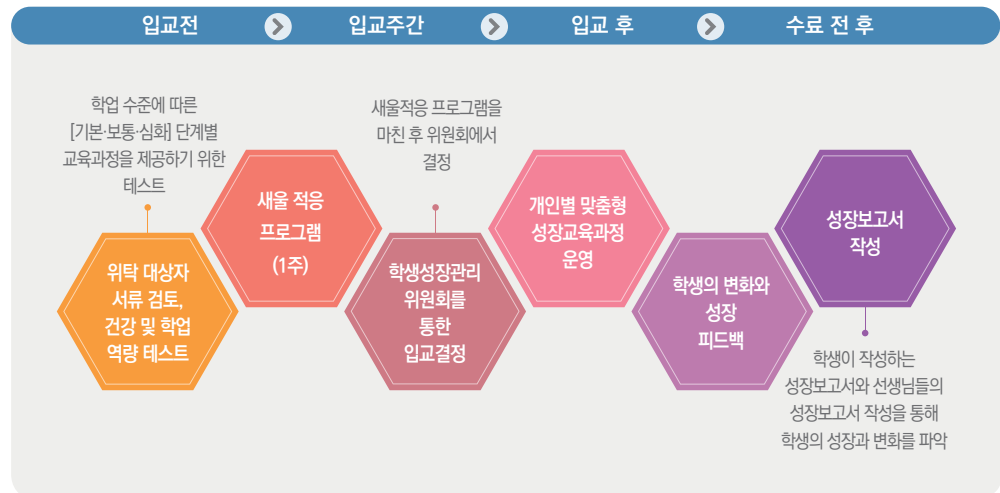 입교전
입교주간
입교 후
수료 전 후
학업 수준에 따른
[기본·보통·심화] 단계별
교육과정을 제공하기 위한
테스트
위탁 대상자
서류 검토,
건강 및 학업
역량 테스트
새울 적응
프로그램
(1주)
새울적응 프로그램을
마친 후 위원회에서
결정
학생성장관리
위원회를
통한
입교결정
개인별 맞춤형
성장교육과정
운영
학생의 변화와
성장
피드백
성장보고서
작성
학생이 작성하는
성장보고서와 선생님들의
성장보고서 작성을 통해
학생의 성장과 변화를 파악